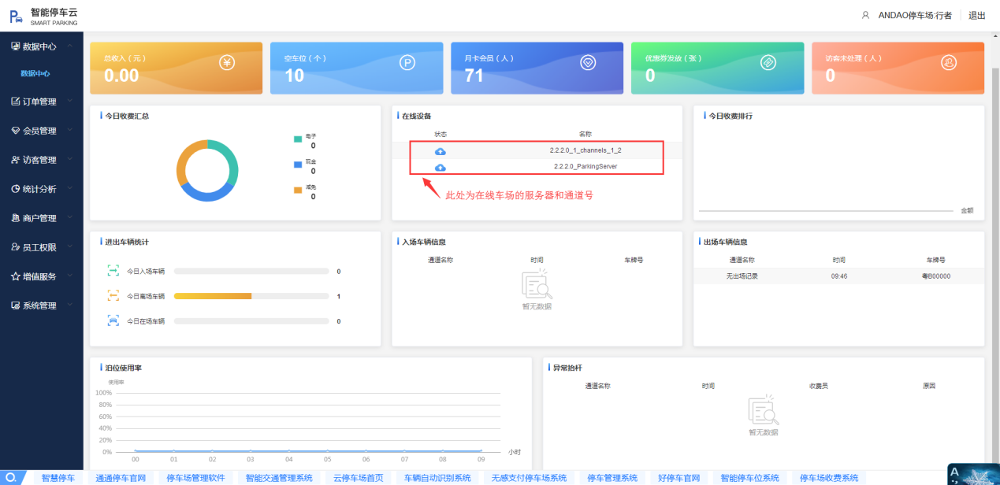 智能停车云
SMART PARKING
ANDAO停车场:行者 退出
数据中心
数据中心
订单管理
会员管理
访客管理
统计分析
商户管理
员工权限
增值服务
系统管理
总收入（元）
0.00
空车位（个）
10
月卡会员（人）
71
优惠券发放（张）
0
访客未处理（人）
0
今日收费汇总
电子
0
现金
0
减免
0
在线设备
状态 名称
2.2.2.0_1_channels_1_2
2.2.2.0_ParkingServer
此处为在线车场的服务器和通道号
今日收费排行
金额
进出车辆统计
今日入场车辆 0
今日离场车辆 1
今日在场车辆 0
入场车辆信息
通道名称 时间 车牌号
暂无数据
出场车辆信息
通道名称 时间 车牌号
无出场记录 09:46 粤B00000
泊位使用率
使用率
100%
80%
60%
40%
20%
0%
00 01 02 03 04 05 06 07 08 09
小时
异常抬杆
通道名称 时间 收费员 原因
暂无数据
智慧停车 通通停车官网 停车场管理软件 智能交通管理系统 云停车场首页 车辆自动识别系统 无感支付停车场系统 停车管理系统 好停车官网 智能停车位系统 停车场收费系统